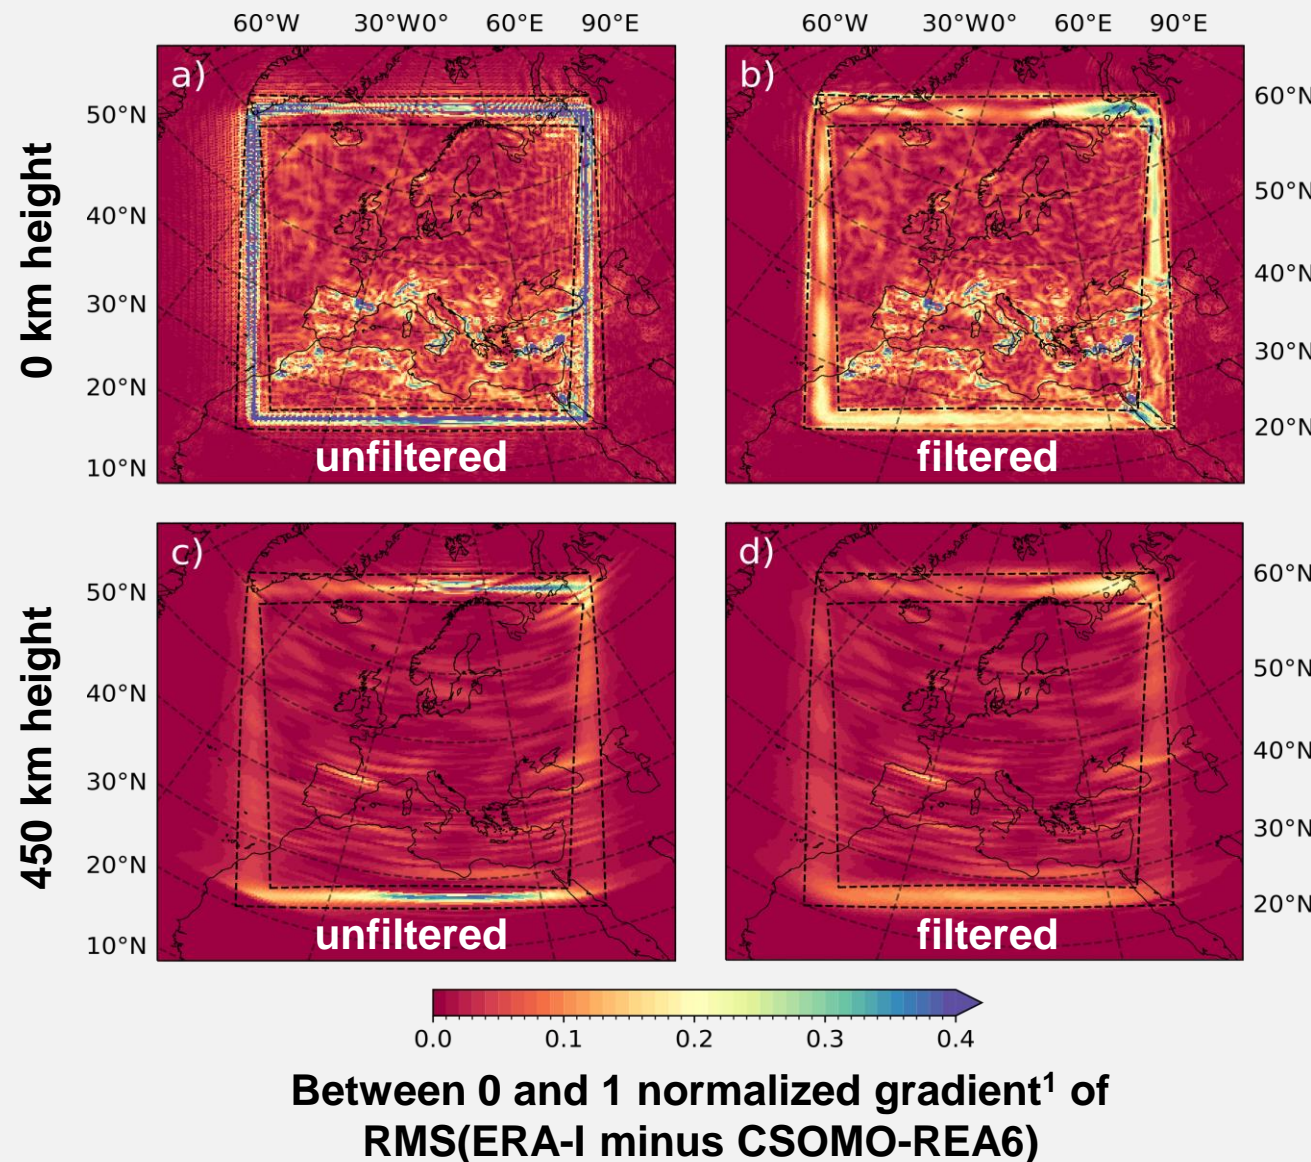 60°W 30°W 0° 60°E 90°E 60°W 30°W 0° 60°E 90°E
a)
b)
50°N
40°N
30°N
20°N
10°N
60°N
50°N
40°N
30°N
20°N
0 km height
unfiltered
filtered
c)
d)
50°N
40°N
30°N
20°N
10°N
60°N
50°N
40°N
30°N
20°N
450 km height
unfiltered
filtered
0.0 0.1 0.2 0.3 0.4
Between 0 and 1 normalized gradient¹ of
RMS(ERA-I minus CSOMO-REA6)